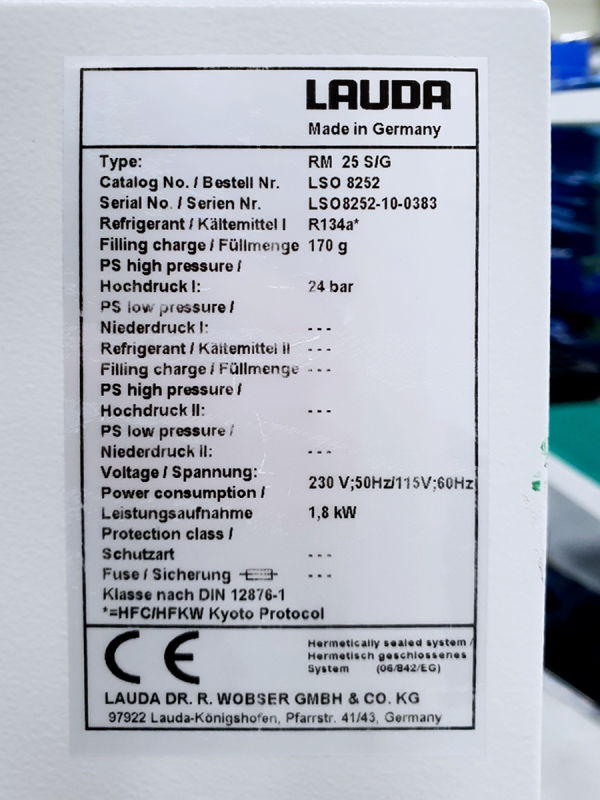 LAUDA
Made in Germany
Type: RM 25 S/G
Catalog No. / Bestell Nr. LSO 8252
Serial No. / Serien Nr. LSO8252-10-0383
Refrigerant / Kältemittel I R134a*
Filling charge / Füllmenge 170 g
PS high pressure /
Hochdruck I: 24 bar
PS low pressure /
Niederdruck I: ---
Refrigerant / Kältemittel II ---
Filling charge / Füllmenge ---
PS high pressure /
Hochdruck II: ---
PS low pressure /
Niederdruck II: ---
Voltage / Spannung: 230 V;50Hz/115V;60Hz
Power consumption /
Leistungsaufnahme 1,8 kW
Protection class /
Schutzart ---
Fuse / Sicherung ---
Klasse nach DIN 12876-1
*=HFC/HFKW Kyoto Protocol
CE
Hermetically sealed system /
Hermetisch geschlossenes
System (06/842/EG)
LAUDA DR. R. WOBSER GMBH & CO. KG
97922 Lauda-Königshofen, Pfarrstr. 41/43, Germany